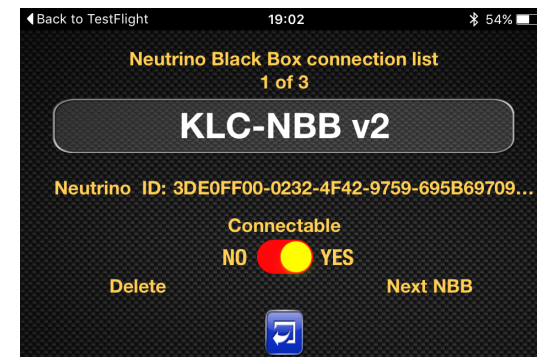 Back to TestFlight 19:02 54%
Neutrino Black Box connection list
1 of 3
KLC-NBB v2
Neutrino ID: 3DE0FF00-0232-4F42-9759-695B69709...
Connectable
NO YES
Delete Next NBB